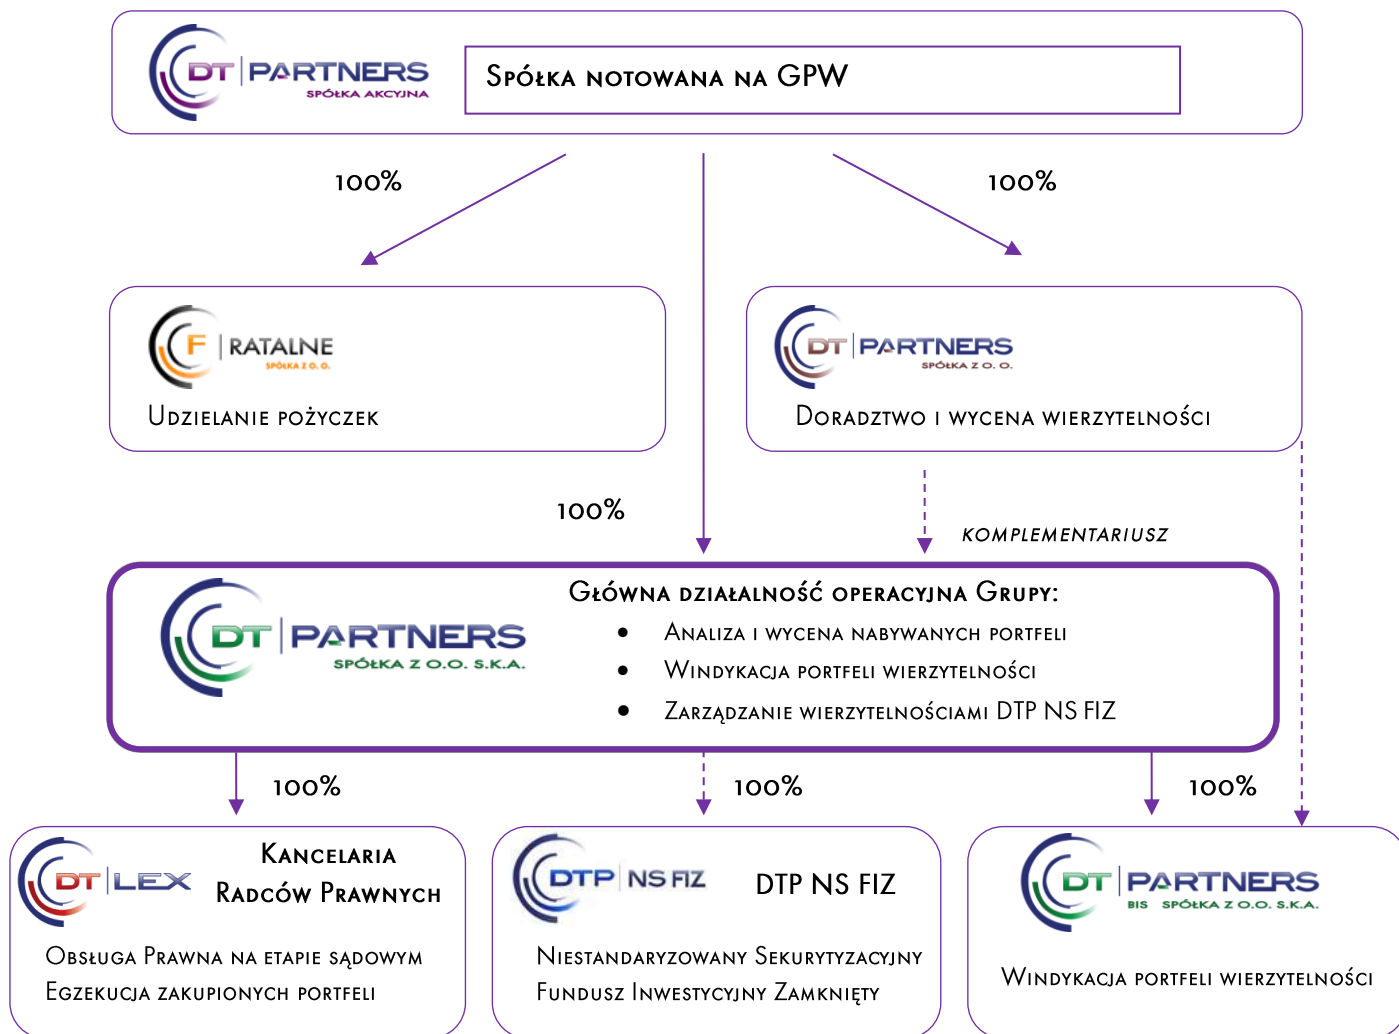 DT PARTNERS
SPÓŁKA AKCYJNA
SPÓŁKA NOTOWANA NA GPW
100%
100%
F RATALNE
SPÓŁKA Z O. O.
UDZIELANIE POŻYCZEK
DT PARTNERS
SPÓŁKA Z O. O.
DORADZTWO I WYCENA WIERZYTELNOŚCI
100%
KOMPLEMENTARIUSZ
DT PARTNERS
SPÓŁKA Z O.O. S.K.A.
GŁÓWNA DZIAŁALNOŚĆ OPERACYJNA GRUPY:
• ANALIZA I WYCENA NABYWANYCH PORTFELI
• WINDYKACJA PORTFELI WIERZYTELNOŚCI
• ZARZĄDZANIE WIERZYTELNOŚCIAMI DTP NS FIZ
100%
100%
100%
DT LEX
KANCELARIA
RADCÓW PRAWNYCH
OBSŁUGA PRAWNA NA ETAPIE SĄDOWYM
EGZEKUCJA ZAKUPIONYCH PORTFELI
DTP NS FIZ
DTP NS FIZ
NIESTANDARYZOWANY SEKURYTYZACYJNY
FUNDUSZ INWESTYCYJNY ZAMKNIĘTY
DT PARTNERS
BIS SPÓŁKA Z O.O. S.K.A.
WINDYKACJA PORTFELI WIERZYTELNOŚCI